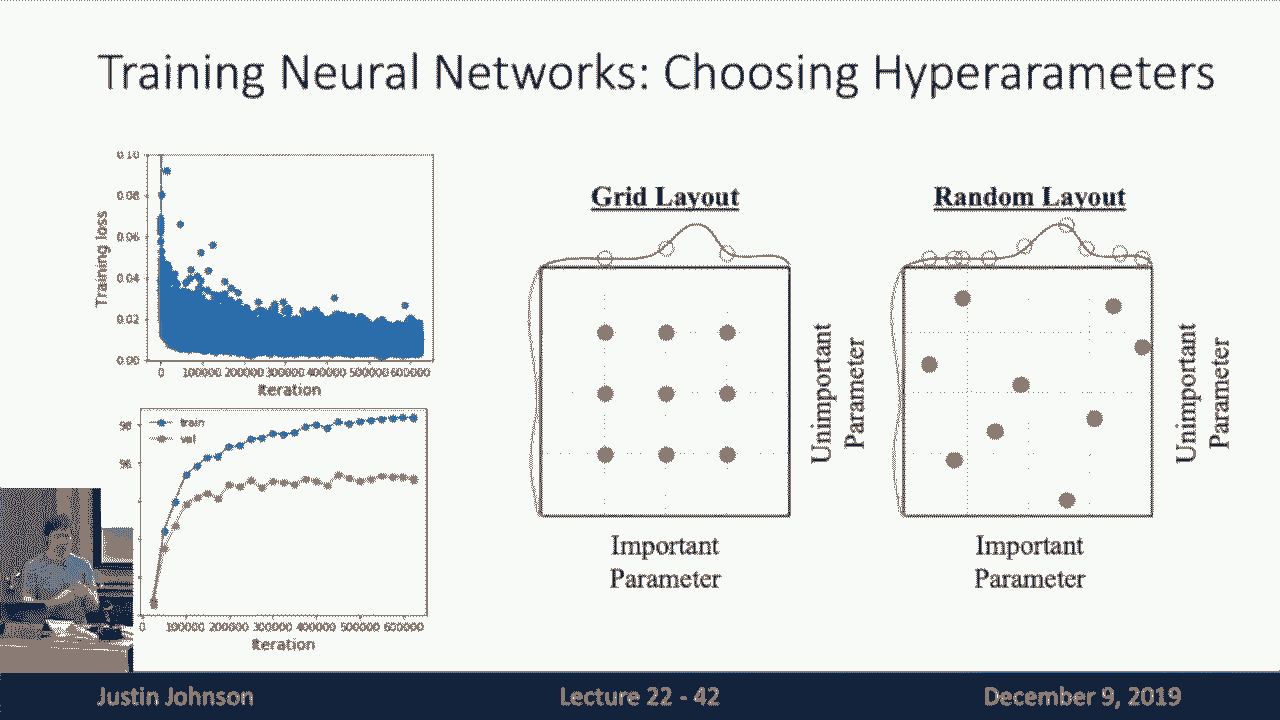 Training Neural Networks: Choosing Hyperarameters
0.10
0.08
0.06
0.04
0.02
0.00
Training loss
0 100000 200000 300000 400000 500000 600000
Iteration
train
val
0 100000 200000 300000 400000 500000 600000
Iteration
Grid Layout
Unimportant
Parameter
Important
Parameter
Random Layout
Unimportant
Parameter
Important
Parameter
Justin Johnson
Lecture 22 - 42
December 9, 2019